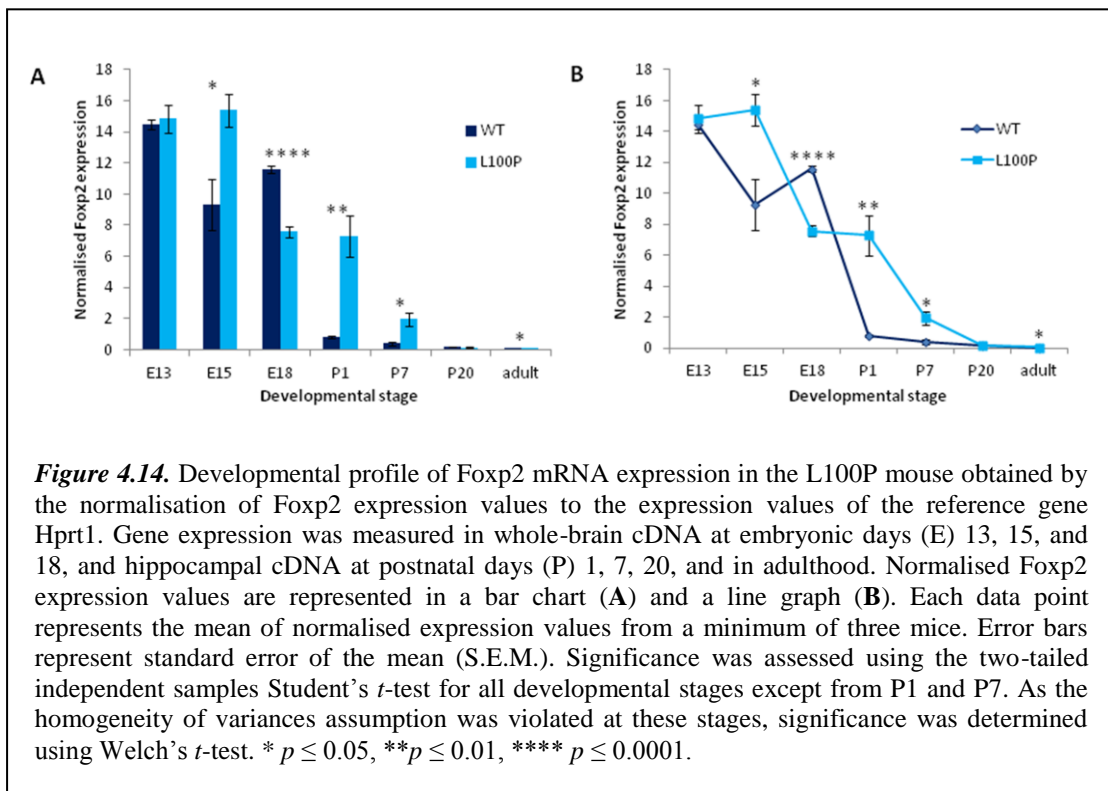 A
18
16
14
12
10
8
6
4
2
0
Normalised Foxp2 expression
*
****
**
*
*
WT
L100P
E13 E15 E18 P1 P7 P20 adult
Developmental stage
B
18
16
14
12
10
8
6
4
2
0
Normalised Foxp2 expression
*
****
**
*
*
WT
L100P
E13 E15 E18 P1 P7 P20 adult
Developmental stage
Figure 4.14. Developmental profile of Foxp2 mRNA expression in the L100P mouse obtained by
the normalisation of Foxp2 expression values to the expression values of the reference gene
Hprt1. Gene expression was measured in whole-brain cDNA at embryonic days (E) 13, 15, and
18, and hippocampal cDNA at postnatal days (P) 1, 7, 20, and in adulthood. Normalised Foxp2
expression values are represented in a bar chart (A) and a line graph (B). Each data point
represents the mean of normalised expression values from a minimum of three mice. Error bars
represent standard error of the mean (S.E.M.). Significance was assessed using the two-tailed
independent samples Student’s t-test for all developmental stages except from P1 and P7. As the
homogeneity of variances assumption was violated at these stages, significance was determined
using Welch’s t-test. * p ≤ 0.05, **p ≤ 0.01, **** p ≤ 0.0001.